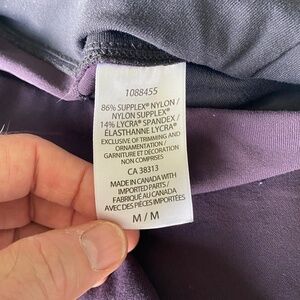 1088455
86% SUPPLEX® NYLON /
NYLON SUPPLEX®
14% LYCRA® SPANDEX /
ÉLASTHANNE LYCRA®
EXCLUSIVE OF TRIMMING AND
ORNAMENTATION /
GARNITURE ET DÉCORATION
NON COMPRISES
CA 38313
MADE IN CANADA WITH
IMPORTED PARTS /
FABRIQUÉ AU CANADA
AVEC DES PIÈCES IMPORTÉES
M / M